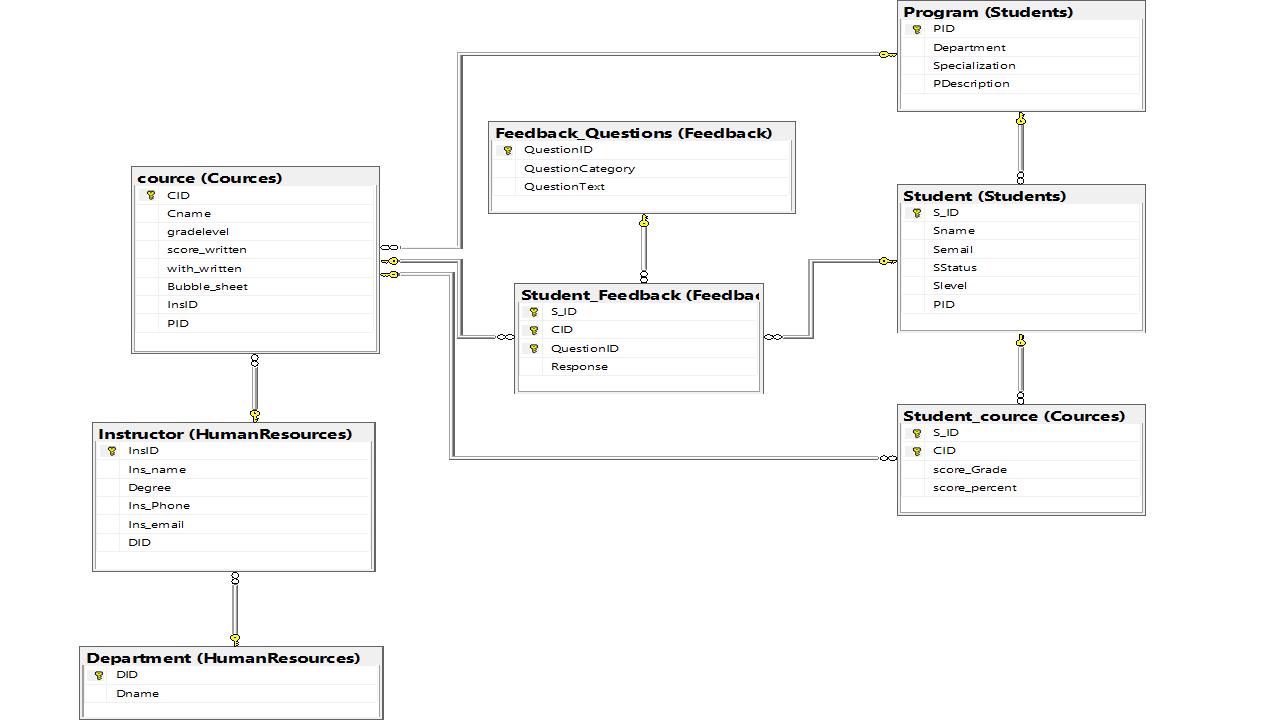 Program (Students)
PID
Department
Specialization
PDescription
Feedback_Questions (Feedback)
QuestionID
QuestionCategory
QuestionText
cource (Cources)
CID
Cname
gradelevel
score_written
with_written
Bubble_sheet
InsID
PID
Student (Students)
S_ID
Sname
Semail
SStatus
Slevel
PID
Student_Feedback (Feedbac
S_ID
CID
QuestionID
Response
Student_cource (Cources)
S_ID
CID
score_Grade
score_percent
Instructor (HumanResources)
InsID
Ins_name
Degree
Ins_Phone
Ins_email
DID
Department (HumanResources)
DID
Dname